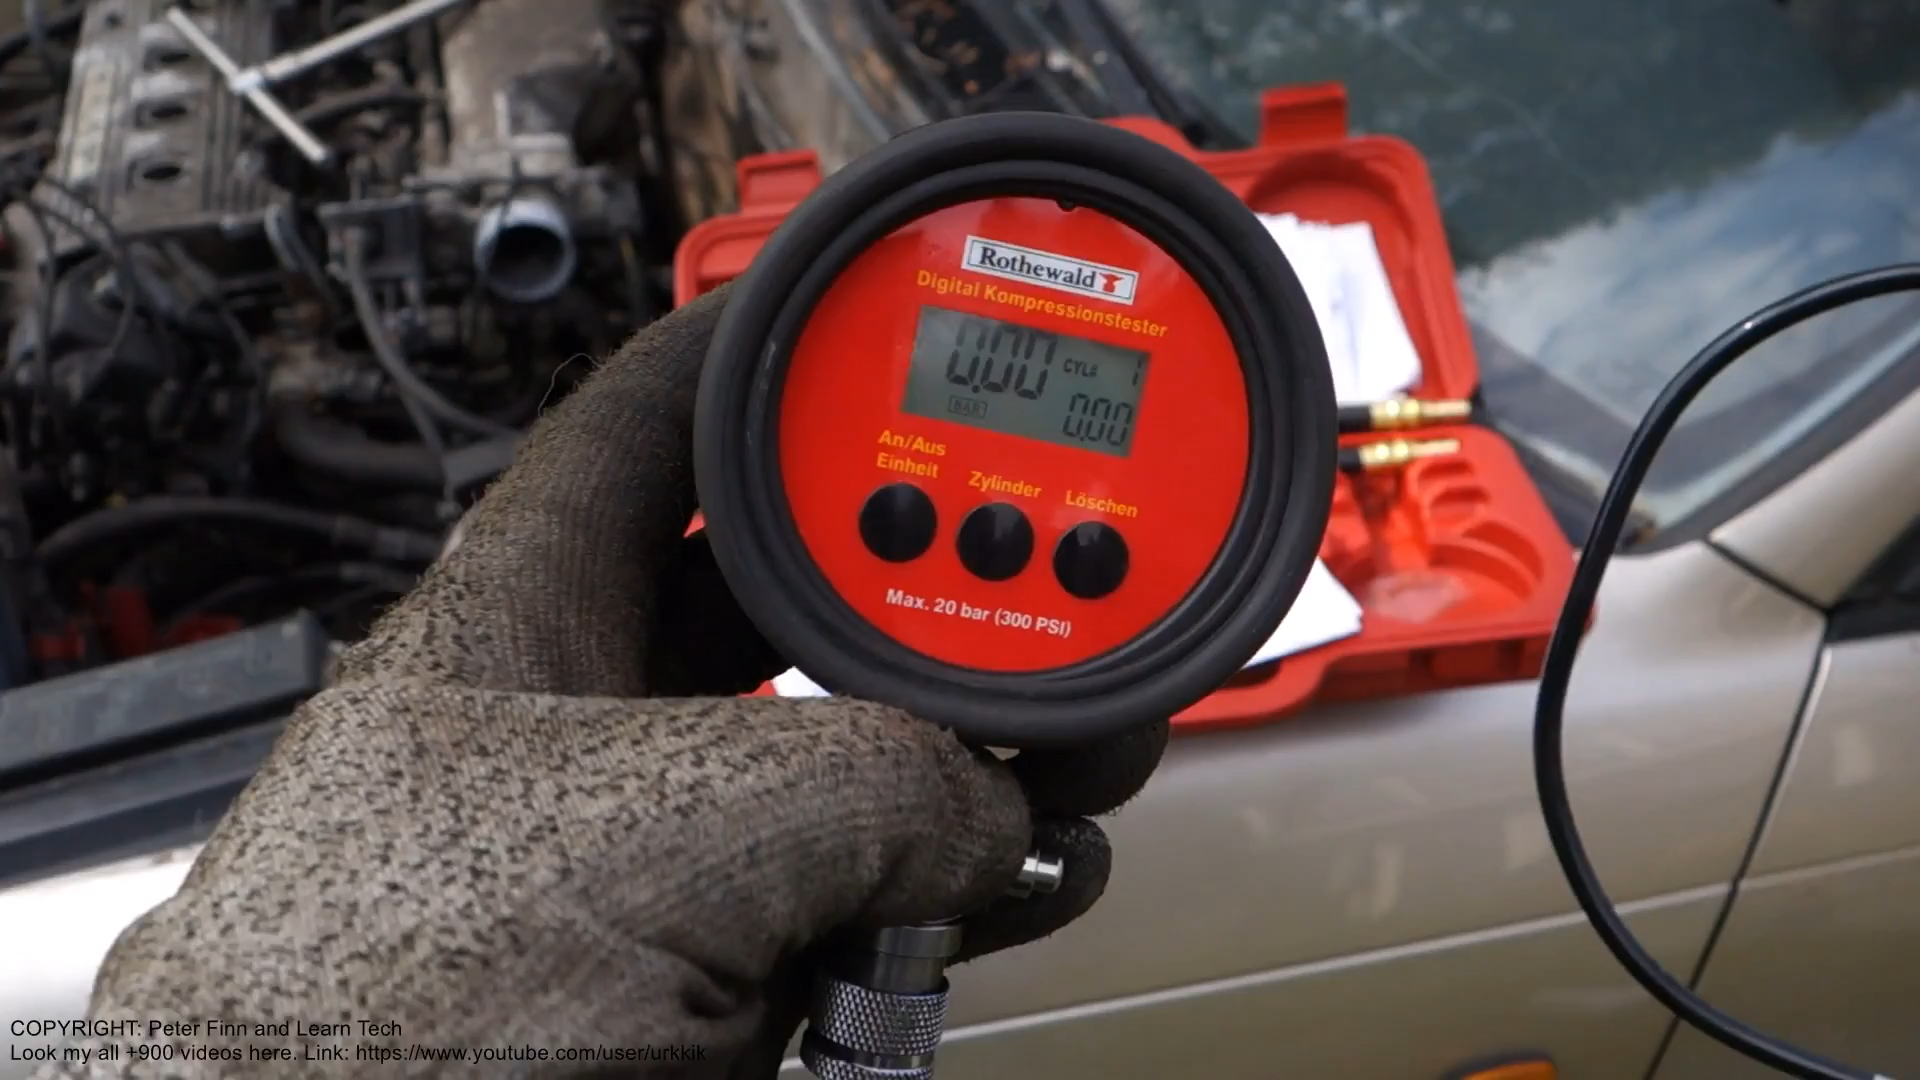 Rothewald
Digital Kompressionstester
0.00 CYL# 1
BAR 0.00
An/Aus
Einheit
Zylinder
Löschen
Max. 20 bar (300 PSI)
COPYRIGHT: Peter Finn and Learn Tech
Look my all +900 videos here. Link: https://www.youtube.com/user/urkkik